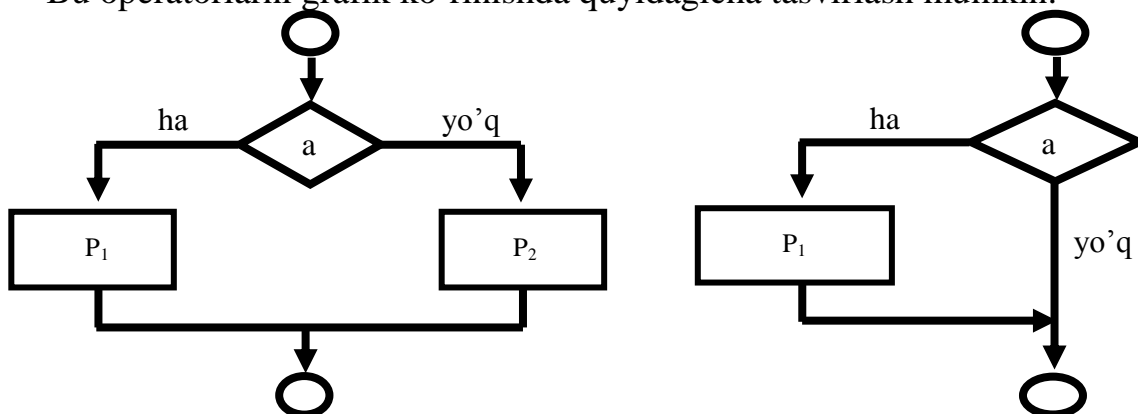 Bu operatorlarni grafik ko'rinishda quyidagicha tasvirlash mumkin:
ha yo’q
a
P₁ P₂
ha
a
P₁
yo’q